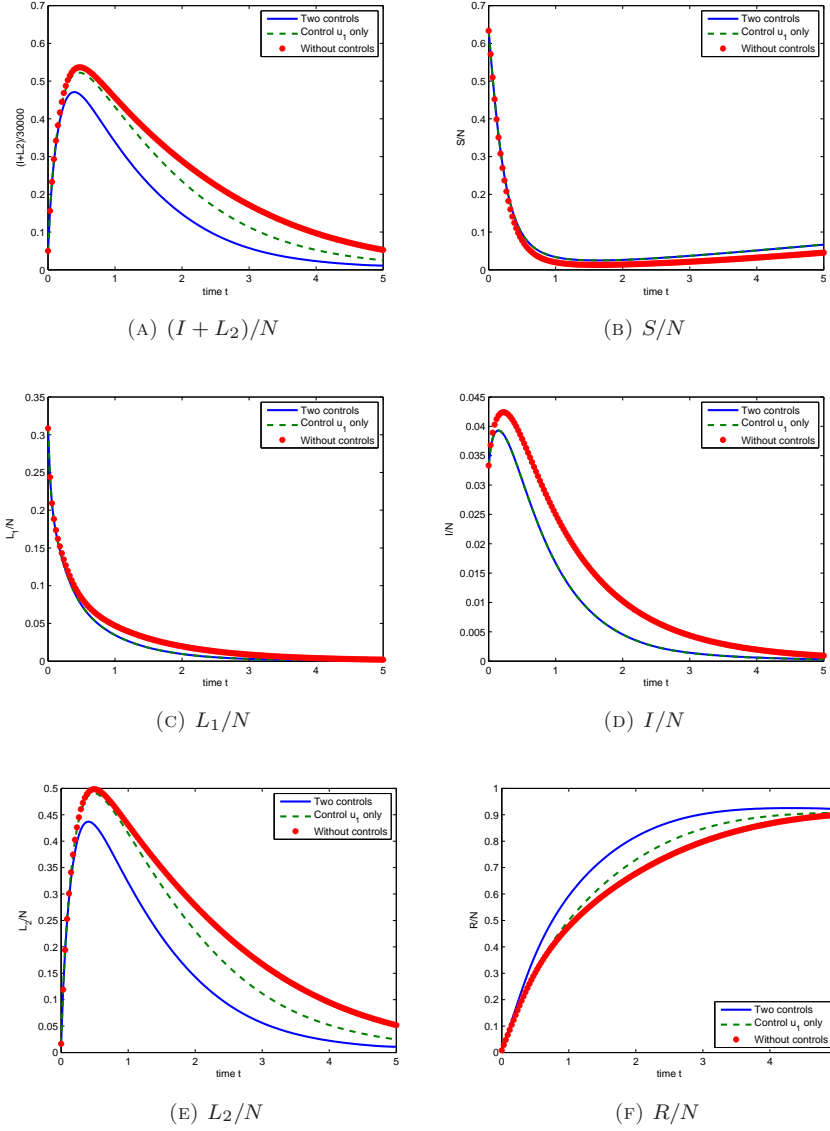 0.7
0.6
0.5
0.4
0.3
0.2
0.1
0
(I+L2)/30000
Two controls
Control u₁ only
Without controls
0 1 2 3 4 5
time t
(A) (I + L₂)/N
0.7
0.6
0.5
0.4
0.3
0.2
0.1
0
S/N
Two controls
Control u₁ only
Without controls
0 1 2 3 4 5
time t
(B) S/N
0.35
0.3
0.25
0.2
0.15
0.1
0.05
0
L₁/N
Two controls
Control u₁ only
Without controls
0 1 2 3 4 5
time t
(C) L₁/N
0.045
0.04
0.035
0.03
0.025
0.02
0.015
0.01
0.005
0
I/N
Two controls
Control u₁ only
Without controls
0 1 2 3 4 5
time t
(D) I/N
0.5
0.45
0.4
0.35
0.3
0.25
0.2
0.15
0.1
0.05
0
L₂/N
Two controls
Control u₁ only
Without controls
0 1 2 3 4 5
time t
(E) L₂/N
1
0.9
0.8
0.7
0.6
0.5
0.4
0.3
0.2
0.1
0
R/N
Two controls
Control u₁ only
Without controls
0 1 2 3 4
time t
(F) R/N